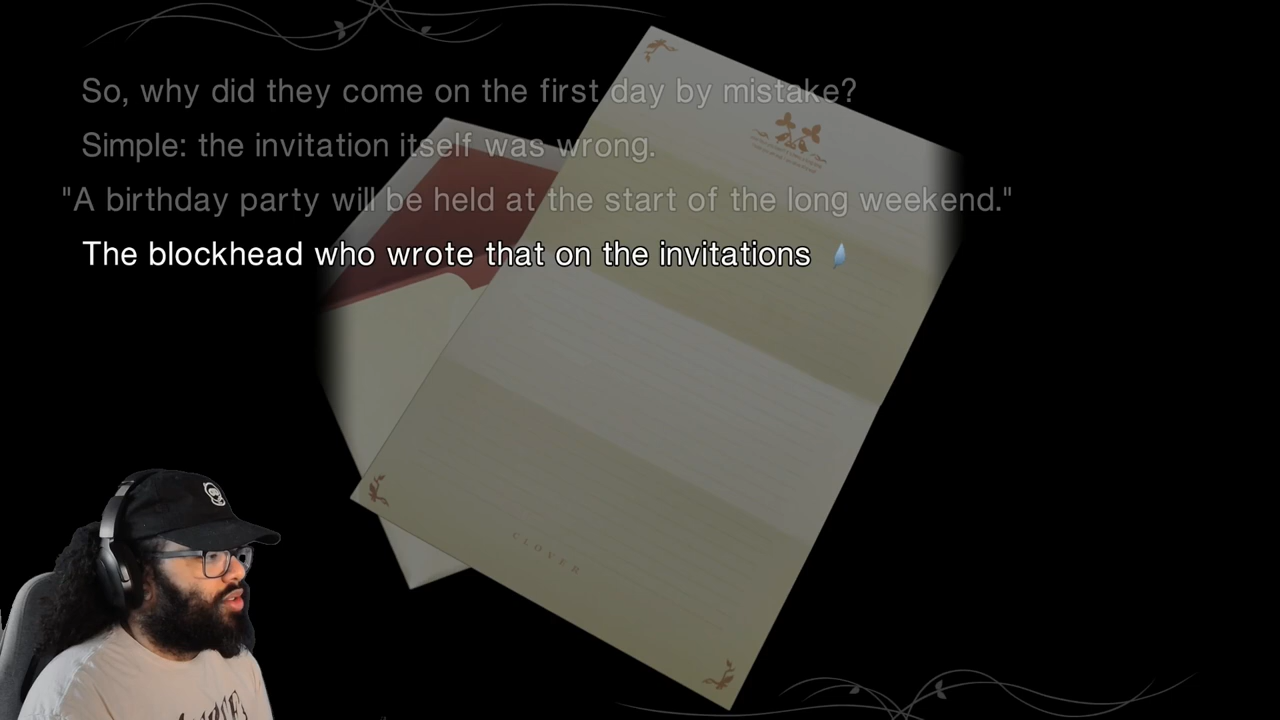 So, why did they come on the first day by mistake?
Simple: the invitation itself was wrong.
"A birthday party will be held at the start of the long weekend."
The blockhead who wrote that on the invitations
CLOVER